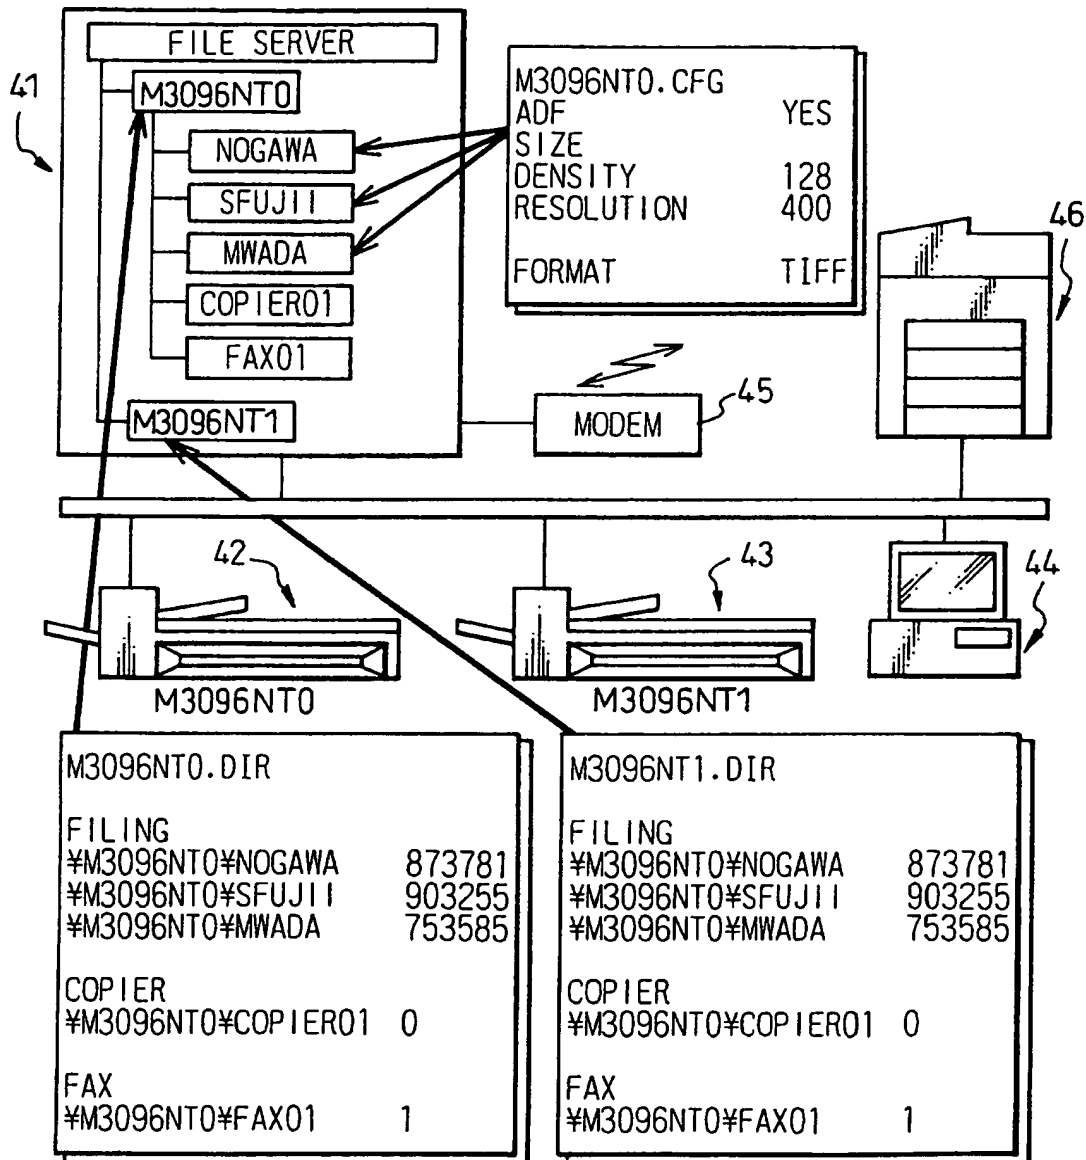 FILE SERVER
41
M3096NT0
NOGAWA
SFUJII
MWADA
COPIER01
FAX01
M3096NT1
M3096NT0.CFG
ADF YES
SIZE
DENSITY 128
RESOLUTION 400
FORMAT TIFF
46
MODEM
45
42
43
44
M3096NT0
M3096NT1
M3096NT0.DIR
FILING
¥M3096NT0¥NOGAWA 873781
¥M3096NT0¥SFUJII 903255
¥M3096NT0¥MWADA 753585
COPIER
¥M3096NT0¥COPIER01 0
FAX
¥M3096NT0¥FAX01 1
M3096NT1.DIR
FILING
¥M3096NT0¥NOGAWA 873781
¥M3096NT0¥SFUJII 903255
¥M3096NT0¥MWADA 753585
COPIER
¥M3096NT0¥COPIER01 0
FAX
¥M3096NT0¥FAX01 1